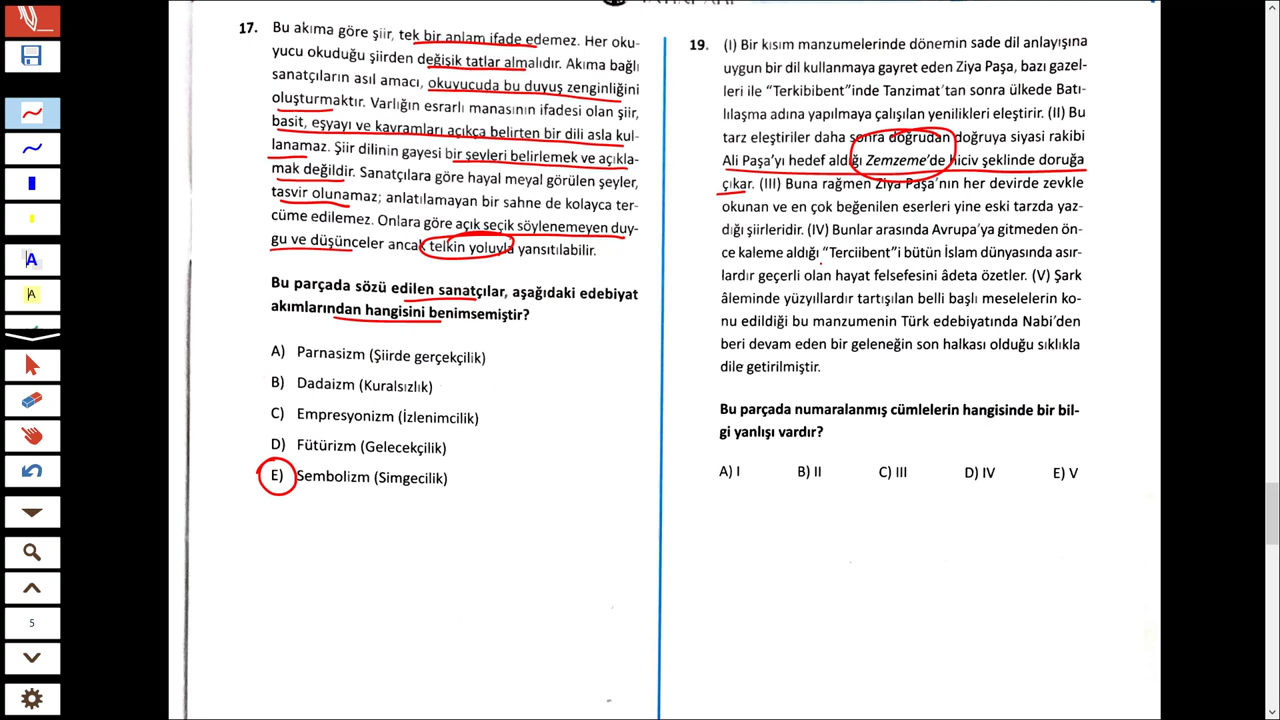 17. Bu akıma göre şiir, tek bir anlam ifade edemez. Her oku-
yucu okuduğu şiirden değişik tatlar almalıdır. Akıma bağlı
sanatçıların asıl amacı, okuyucuda bu duyuş zenginliğini
oluşturmaktır. Varlığın esrarlı manasının ifadesi olan şiir,
basit, eşyayı ve kavramları açıkça belirten bir dili asla kul-
lanamaz. Şiir dilinin gayesi bir şeyleri belirlemek ve açıkla-
mak değildir. Sanatçılara göre hayal meyal görülen şeyler,
tasvir olunamaz; anlatılamayan bir sahne de kolayca ter-
cüme edilemez. Onlara göre açık seçik söylenemeyen duy-
gu ve düşünceler ancak telkin yoluyla yansıtılabilir.
Bu parçada sözü edilen sanatçılar, aşağıdaki edebiyat
akımlarından hangisini benimsemiştir?
A) Parnasizm (Şiirde gerçekçilik)
B) Dadaizm (Kuralsızlık)
C) Empresyonizm (İzlenimcilik)
D) Fütürizm (Gelecekçilik)
E) Sembolizm (Simgecilik)
19. (I) Bir kısım manzumelerinde dönemin sade dil anlayışına
uygun bir dil kullanmaya gayret eden Ziya Paşa, bazı gazel-
leri ile "Terkibibent"inde Tanzimat'tan sonra ülkede Batı-
lılaşma adına yapılmaya çalışılan yenilikleri eleştirir. (II) Bu
tarz eleştiriler daha sonra doğrudan doğruya siyasi rakibi
Ali Paşa'yı hedef aldığı Zemzeme'de hiciv şeklinde doruğa
çıkar. (III) Buna rağmen Ziya Paşa'nın her devirde zevkle
okunan ve en çok beğenilen eserleri yine eski tarzda yaz-
dığı şiirleridir. (IV) Bunlar arasında Avrupa'ya gitmeden ön-
ce kaleme aldığı "Terciibent"i bütün İslam dünyasında asır-
lardır geçerli olan hayat felsefesini âdeta özetler. (V) Şark
âleminde yüzyıllardır tartışılan belli başlı meselelerin ko-
nu edildiği bu manzumenin Türk edebiyatında Nabi'den
beri devam eden bir geleneğin son halkası olduğu sıklıkla
dile getirilmiştir.
Bu parçada numaralanmış cümlelerin hangisinde bir bil-
gi yanlışı vardır?
A) I B) II C) III D) IV E) V
A
A
5